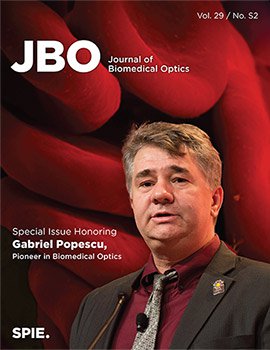 Vol. 29 / No. S2
JBO
Journal of
Biomedical Optics
Special Issue Honoring
Gabriel Popescu,
Pioneer in Biomedical Optics
SPIE.